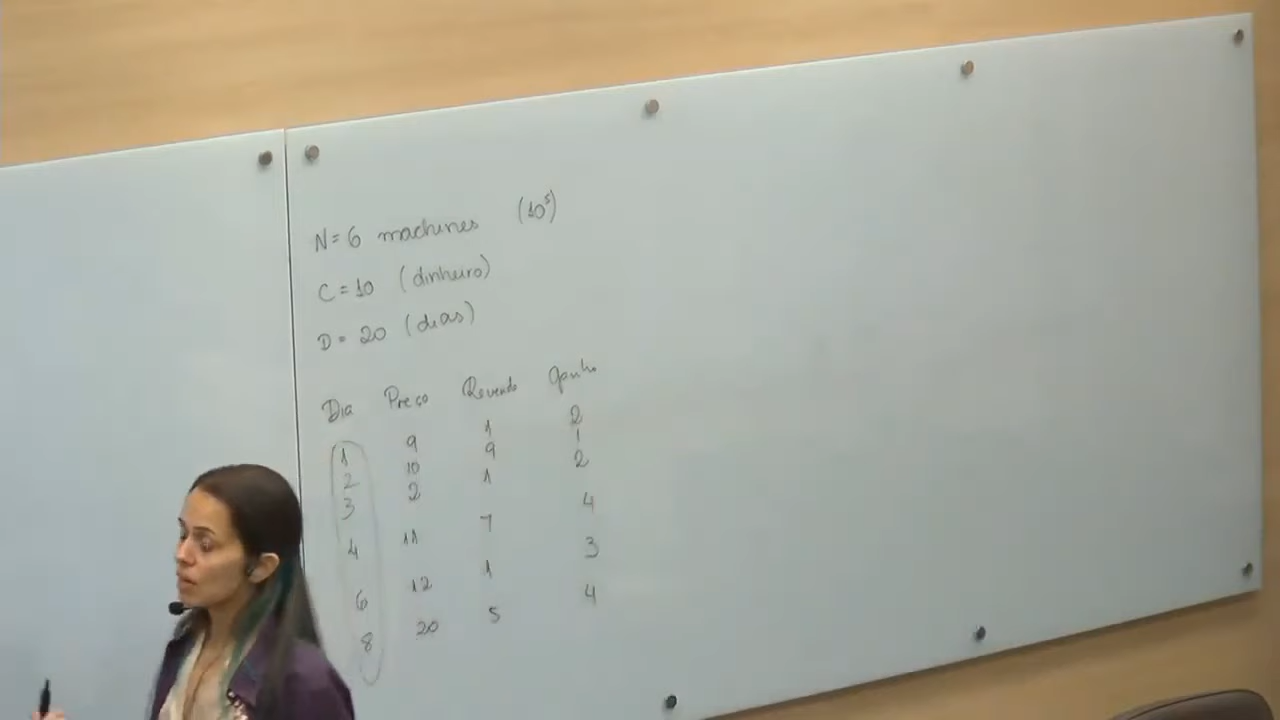 N=6 machines (10⁵)
C=10 (dinheiro)
D= 20 (dias)
Dia Preço Revenda ganho
1 9 1 2
2 10 9 1
3 2 1 2
4 11 7 4
6 12 1 3
8 20 5 4